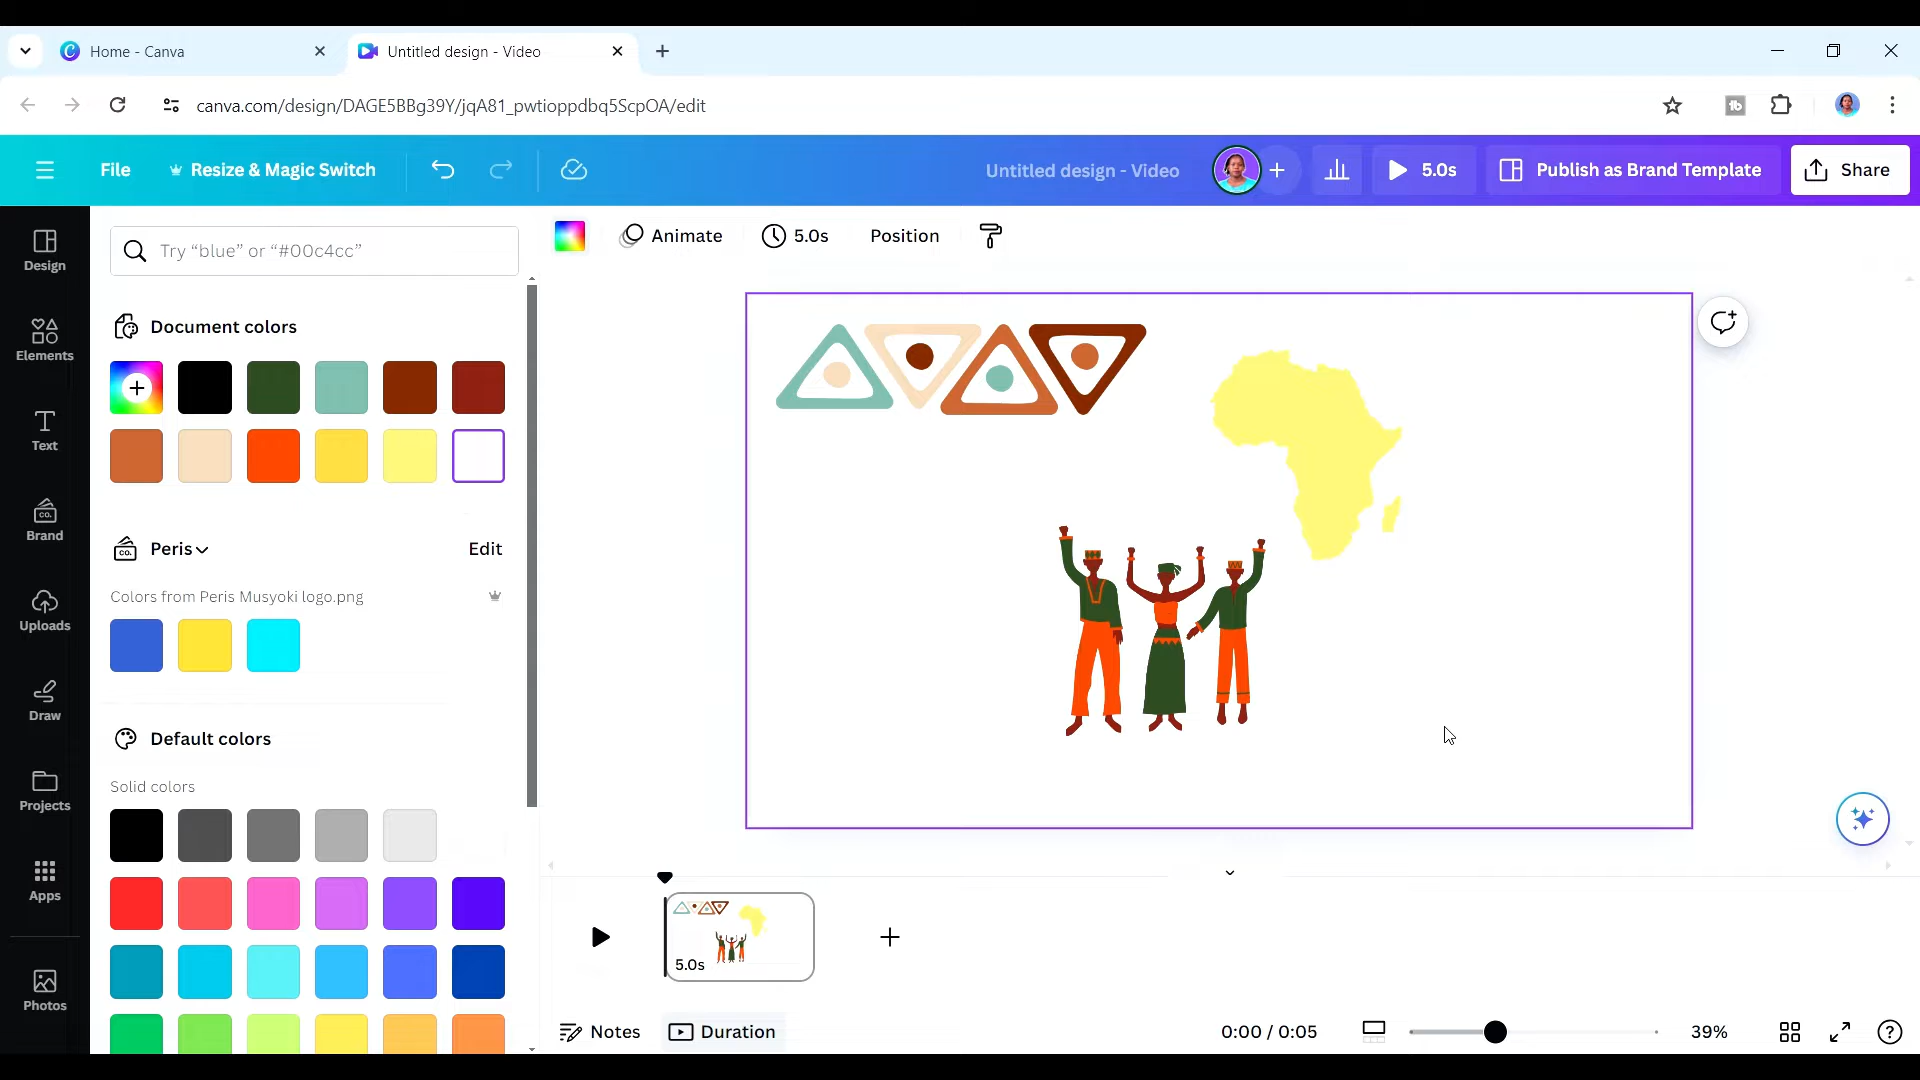 Home - Canva
Untitled design - Video
canva.com/design/DAGE5BBg39Y/jqA81_pwtioppdbq5ScpOA/edit
File
Resize & Magic Switch
Untitled design - Video
5.0s
Publish as Brand Template
Share
Design
Elements
Text
Brand
Uploads
Draw
Projects
Apps
Photos
Try “blue” or “#00c4cc”
Document colors
Peris
Edit
Colors from Peris Musyoki logo.png
Default colors
Solid colors
Animate
5.0s
Position
5.0s
Notes
Duration
0:00 / 0:05
39%